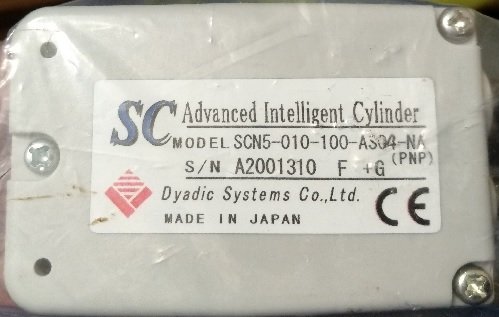 SC Advanced Intelligent Cylinder
MODEL SCN5-010-100-AS04-NA
(PNP)
S/N A2001310 F +G
Dyadic Systems Co.,Ltd.
MADE IN JAPAN
CE